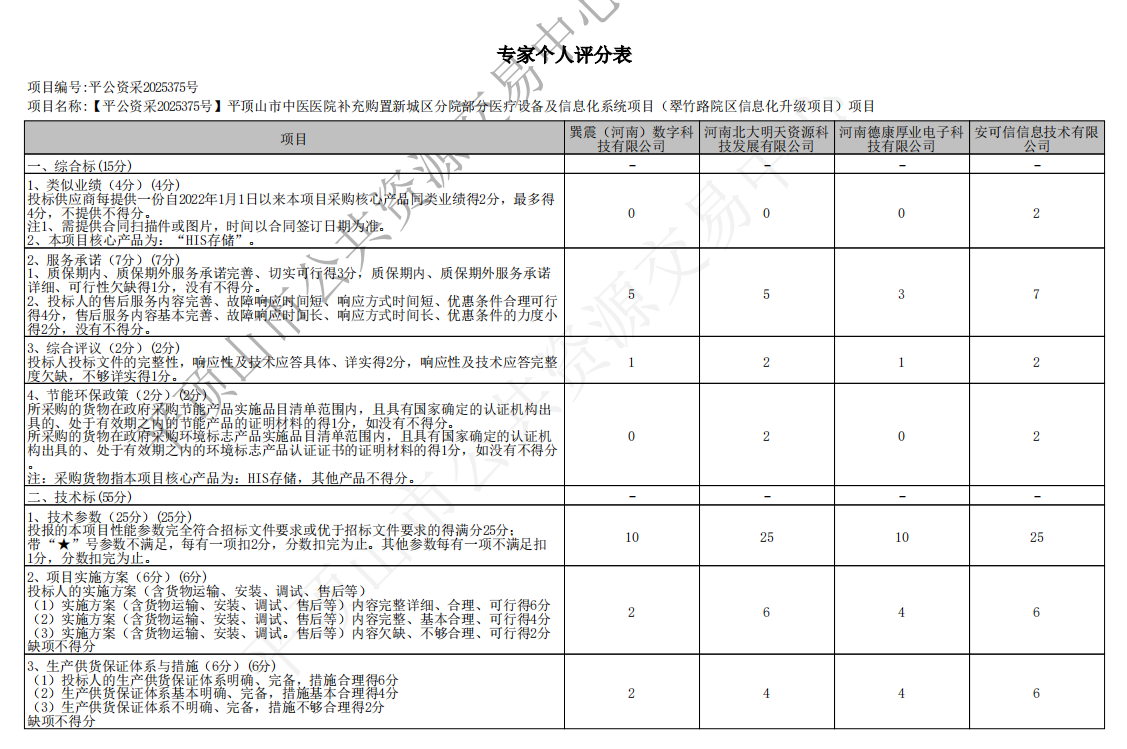 专家个人评分表
项目编号:平公资采2025375号
项目名称:【平公资采2025375号】平顶山市中医医院补充购置新城区分院部分医疗设备及信息化系统项目（翠竹路院区信息化升级项目）项目
项目
巽震（河南）数字科
技有限公司
河南北大明天资源科
技发展有限公司
河南德康厚业电子科
技有限公司
安可信信息技术有限
公司
一、综合标(15分)
－ － － －
1、类似业绩（4分）(4分)
投标供应商每提供一份自2022年1月1日以来本项目采购核心产品同类业绩得2分，最多得
4分，不提供不得分。
注1、需提供合同扫描件或图片，时间以合同签订日期为准。
2、本项目核心产品为：“HIS存储”。
0 0 0 2
2、服务承诺（7分）(7分)
1、质保期内、质保期外服务承诺完善、切实可行得3分，质保期内、质保期外服务承诺
详细、可行性欠缺得1分，没有不得分。
2、投标人的售后服务内容完善、故障响应时间短、响应方式时间短、优惠条件合理可行
得4分，售后服务内容基本完善、故障响应时间长、响应方式时间长、优惠条件的力度小
得2分，没有不得分。
5 5 3 7
3、综合评议（2分）(2分)
投标人投标文件的完整性，响应性及技术应答具体、详实得2分，响应性及技术应答完整
度欠缺，不够详实得1分。
1 2 1 2
4、节能环保政策（2分）(2分)
所采购的货物在政府采购节能产品实施品目清单范围内，且具有国家确定的认证机构出
具的、处于有效期之内的节能产品的证明材料的得1分，如没有不得分。
所采购的货物在政府采购环境标志产品实施品目清单范围内，且具有国家确定的认证机
构出具的、处于有效期之内的环境标志产品认证证书的证明材料的得1分，如没有不得分
。
注：采购货物指本项目核心产品为：HIS存储，其他产品不得分。
0 2 0 2
二、技术标(55分)
－ － － －
1、技术参数（25分）(25分)
投报的本项目性能参数完全符合招标文件要求或优于招标文件要求的得满分25分；
带“★”号参数不满足，每有一项扣2分，分数扣完为止。其他参数每有一项不满足扣
1分，分数扣完为止。
10 25 10 25
2、项目实施方案（6分）(6分)
投标人的实施方案（含货物运输、安装、调试、售后等）
（1）实施方案（含货物运输、安装、调试、售后等）内容完整详细、合理、可行得6分
（2）实施方案（含货物运输、安装、调试、售后等）内容完整、基本合理、可行得4分
（3）实施方案（含货物运输、安装、调试。售后等）内容欠缺、不够合理、可行得2分
缺项不得分
2 6 4 6
3、生产供货保证体系与措施（6分）(6分)
（1）投标人的生产供货保证体系明确、完备，措施合理得6分
（2）生产供货保证体系基本明确、完备，措施基本合理得4分
（3）生产供货保证体系不明确、完备，措施不够合理得2分
缺项不得分
2 4 4 6
平顶山市公共资源交易中心
平顶山市公共资源交易中